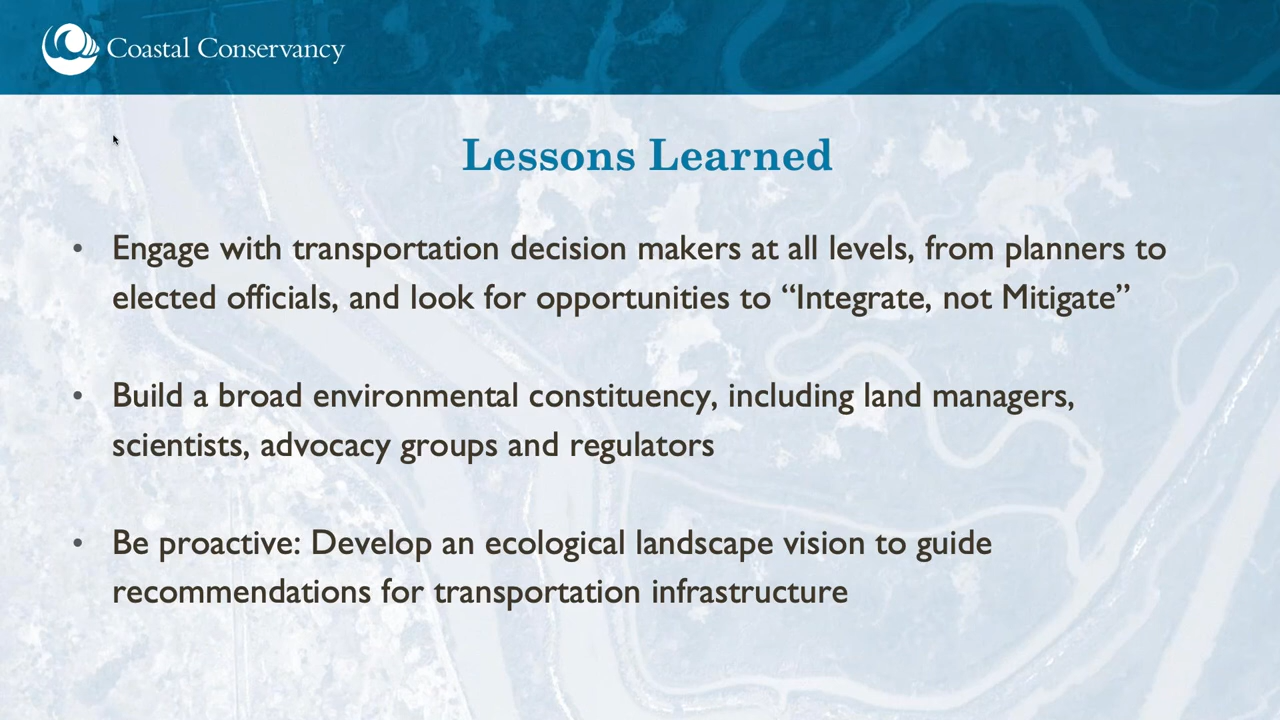 Coastal Conservancy
Lessons Learned
• Engage with transportation decision makers at all levels, from planners to
elected officials, and look for opportunities to “Integrate, not Mitigate”
• Build a broad environmental constituency, including land managers,
scientists, advocacy groups and regulators
• Be proactive: Develop an ecological landscape vision to guide
recommendations for transportation infrastructure